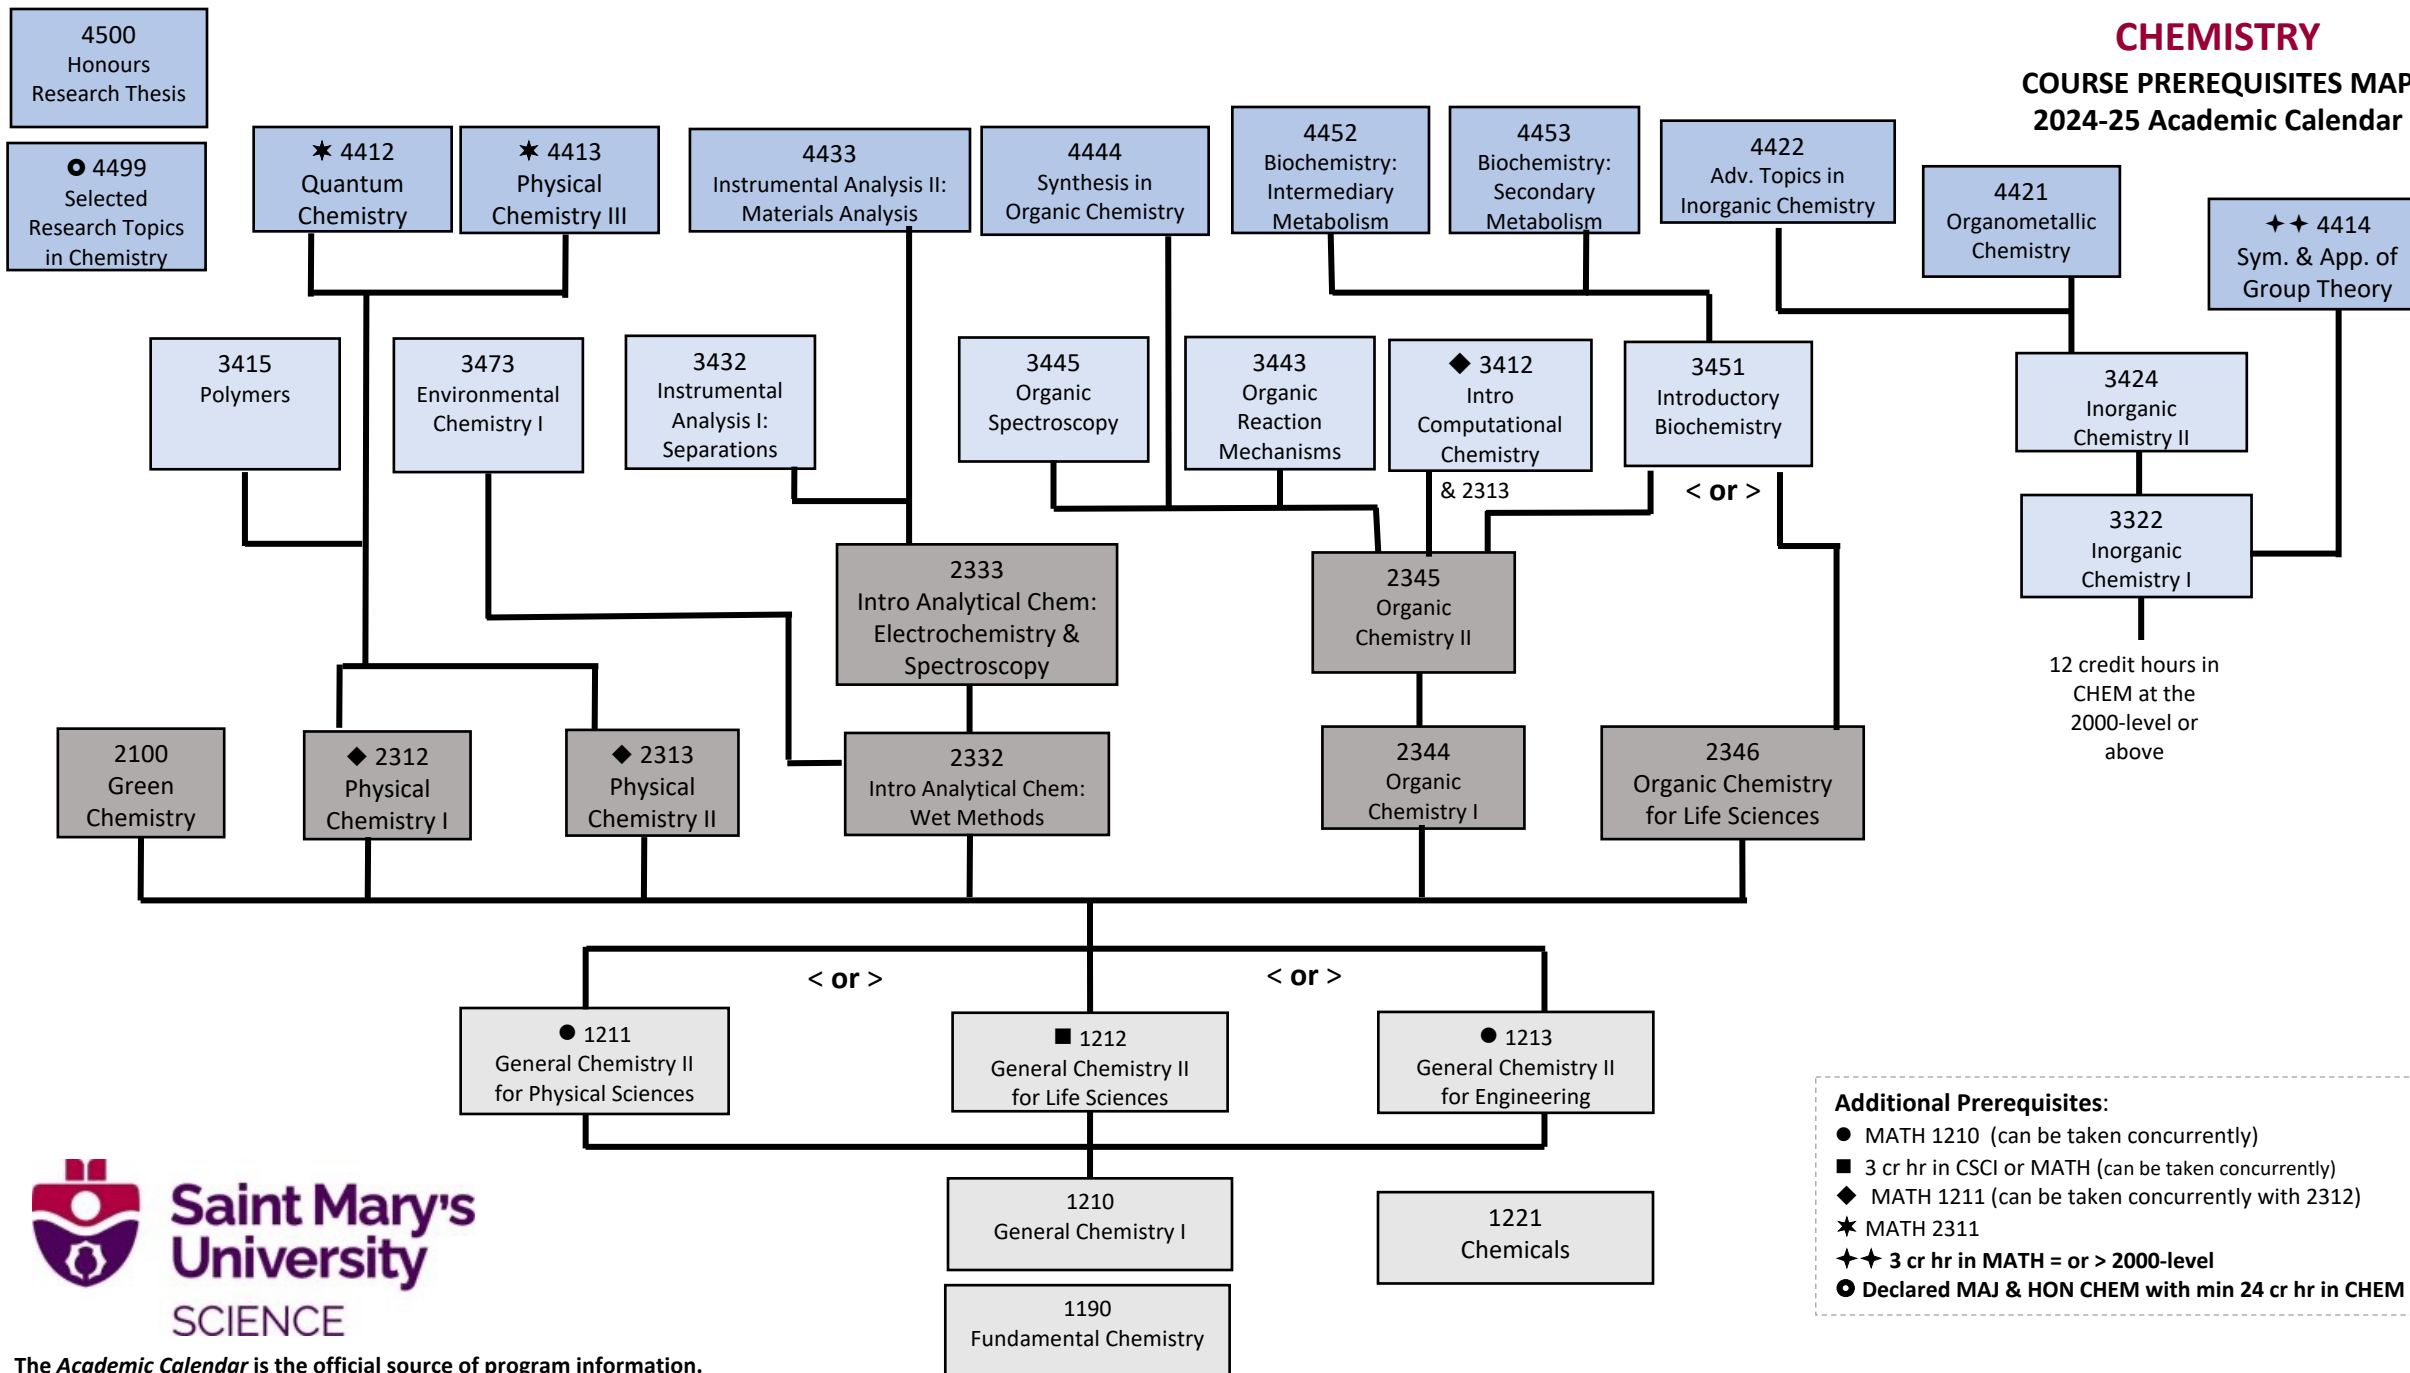 CHEMISTRY
COURSE PREREQUISITES MAP
2024-25 Academic Calendar
4500
Honours
Research Thesis
4499
Selected
Research Topics
in Chemistry
✶ 4412
Quantum
Chemistry
✶ 4413
Physical
Chemistry III
4433
Instrumental Analysis II:
Materials Analysis
4444
Synthesis in
Organic Chemistry
4452
Biochemistry:
Intermediary
Metabolism
4453
Biochemistry:
Secondary
Metabolism
4422
Adv. Topics in
Inorganic Chemistry
4421
Organometallic
Chemistry
✦✦ 4414
Sym. & App. of
Group Theory
3415
Polymers
3473
Environmental
Chemistry I
3432
Instrumental
Analysis I:
Separations
3445
Organic
Spectroscopy
3443
Organic
Reaction
Mechanisms
◆ 3412
Intro
Computational
Chemistry
& 2313
3451
Introductory
Biochemistry
< or >
3424
Inorganic
Chemistry II
3322
Inorganic
Chemistry I
12 credit hours in
CHEM at the
2000-level or
above
2333
Intro Analytical Chem:
Electrochemistry &
Spectroscopy
2345
Organic
Chemistry II
2100
Green
Chemistry
◆ 2312
Physical
Chemistry I
◆ 2313
Physical
Chemistry II
2332
Intro Analytical Chem:
Wet Methods
2344
Organic
Chemistry I
2346
Organic Chemistry
for Life Sciences
< or >
< or >
● 1211
General Chemistry II
for Physical Sciences
■ 1212
General Chemistry II
for Life Sciences
● 1213
General Chemistry II
for Engineering
1210
General Chemistry I
1221
Chemicals
1190
Fundamental Chemistry
Additional Prerequisites:
● MATH 1210 (can be taken concurrently)
■ 3 cr hr in CSCI or MATH (can be taken concurrently)
◆ MATH 1211 (can be taken concurrently with 2312)
✶ MATH 2311
✦✦ 3 cr hr in MATH = or > 2000-level
Declared MAJ & HON CHEM with min 24 cr hr in CHEM
Saint Mary's
University
SCIENCE
The Academic Calendar is the official source of program information.